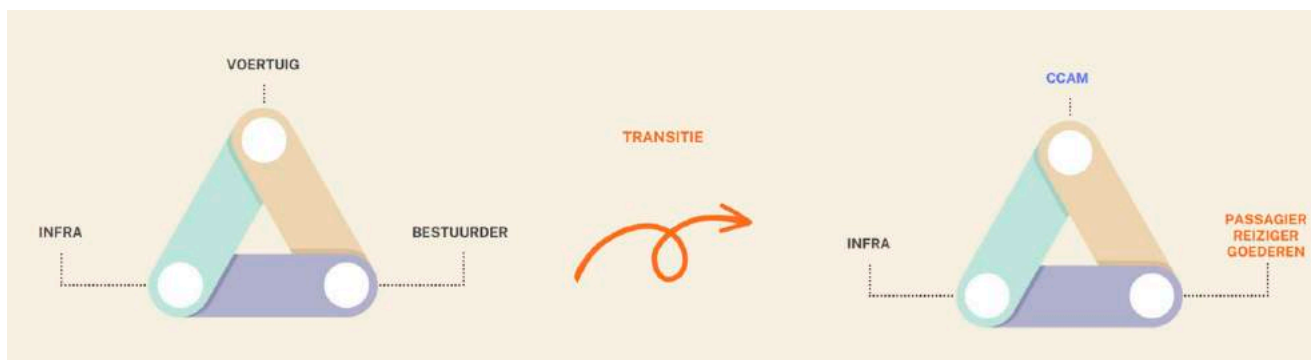 VOERTUIG
INFRA
BESTUURDER
TRANSITIE
CCAM
INFRA
PASSAGIER
REIZIGER
GOEDEREN